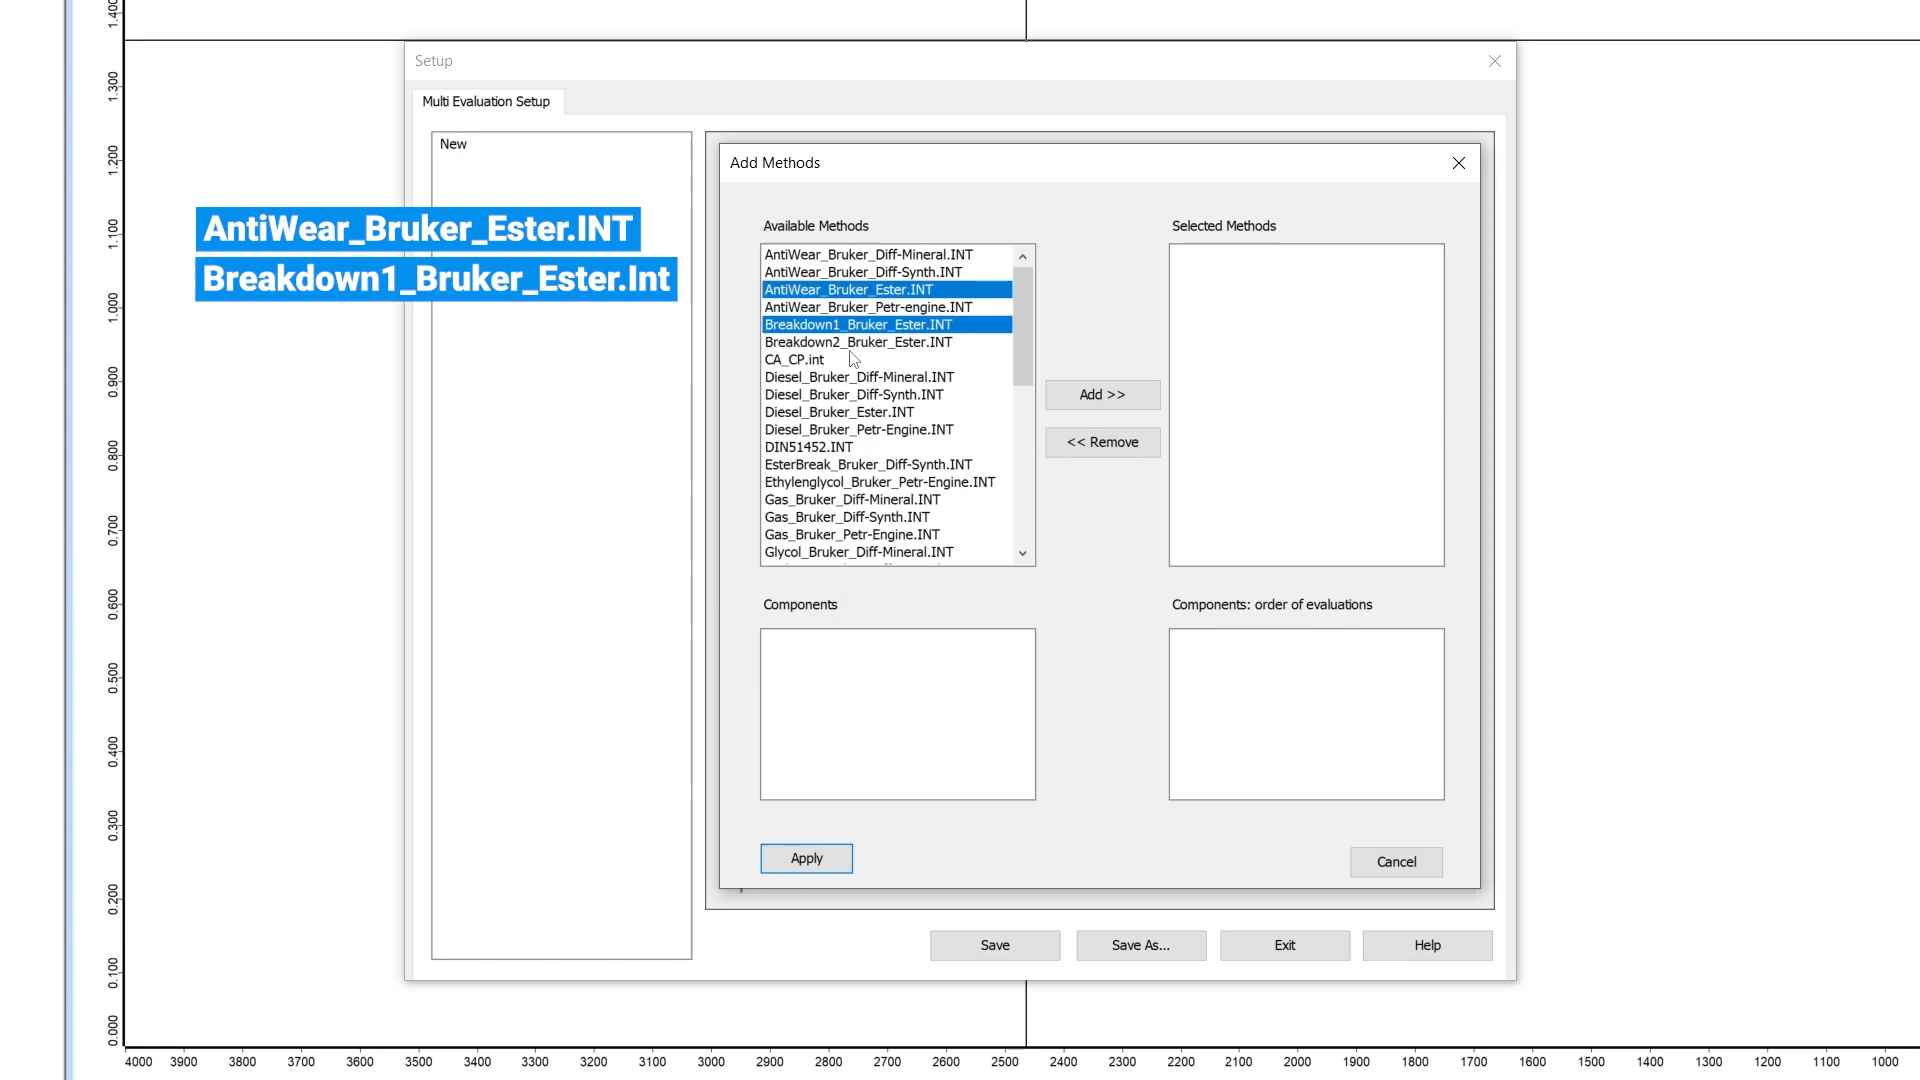 Setup
Multi Evaluation Setup
New
AntiWear_Bruker_Ester.INT
Breakdown1_Bruker_Ester.Int
Add Methods
Available Methods
AntiWear_Bruker_Diff-Mineral.INT
AntiWear_Bruker_Diff-Synth.INT
AntiWear_Bruker_Ester.INT
AntiWear_Bruker_Petr-engine.INT
Breakdown1_Bruker_Ester.INT
Breakdown2_Bruker_Ester.INT
CA_CP.int
Diesel_Bruker_Diff-Mineral.INT
Diesel_Bruker_Diff-Synth.INT
Diesel_Bruker_Ester.INT
Diesel_Bruker_Petr-Engine.INT
DIN51452.INT
EsterBreak_Bruker_Diff-Synth.INT
Ethylenglycol_Bruker_Petr-Engine.INT
Gas_Bruker_Diff-Mineral.INT
Gas_Bruker_Diff-Synth.INT
Gas_Bruker_Petr-Engine.INT
Glycol_Bruker_Diff-Mineral.INT
Add >>
<< Remove
Selected Methods
Components
Components: order of evaluations
Apply
Cancel
Save
Save As...
Exit
Help
1.400
1.300
1.200
1.100
1.000
0.900
0.800
0.700
0.600
0.500
0.400
0.300
0.200
0.100
0.000
4000 3900 3800 3700 3600 3500 3400 3300 3200 3100 3000 2900 2800 2700 2600 2500 2400 2300 2200 2100 2000 1900 1800 1700 1600 1500 1400 1300 1200 1100 1000